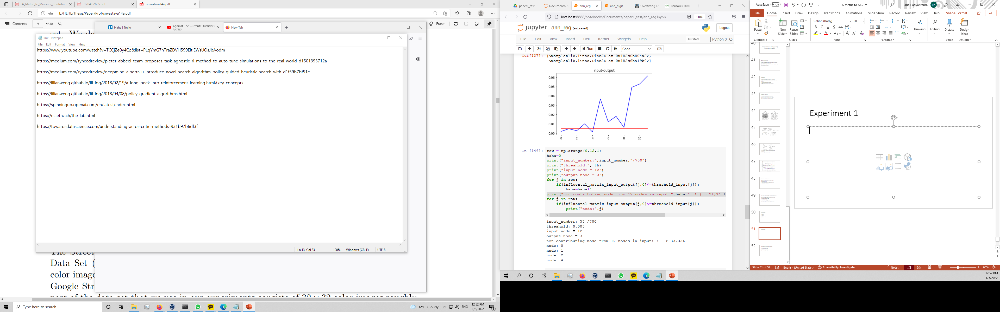 A_Metric_to_Measure_Contribut
1704.02685.pdf
srivastava14a.pdf
File
E:/HEHE/Thesis/Paper/Prof/srivastava14a.pdf
Contents
9
of 30
Erase
Haha | Trello
Against The Current: Outsiders
PLAYING
New Tab
link - Notepad
File Edit Format View Help
https://www.youtube.com/watch?v=TCCjZe0y4Qc&list=PLqYmG7hTraZDVH599EItlEWsUOsJbAodm
https://medium.com/syncedreview/pieter-abbeel-team-proposes-task-agnostic-rl-method-to-auto-tune-simulations-to-the-real-world-d1501393712a
https://medium.com/syncedreview/deepmind-alberta-u-introduce-novel-search-algorithm-policy-guided-heuristic-search-with-d1f59b7bf51e
https://lilianweng.github.io/lil-log/2018/02/19/a-long-peek-into-reinforcement-learning.html#key-concepts
https://lilianweng.github.io/lil-log/2018/04/08/policy-gradient-algorithms.html
https://spinningup.openai.com/en/latest/index.html
https://rsl.ethz.ch/the-lab.html
https://towardsdatascience.com/understanding-actor-critic-methods-931b97b6df3f
Ln 13, Col 33
100%
Windows (CRLF)
UTF-8
The Street
Data Set (
color image
Google Stre
part of the data set that we use in our experiments consists of 32 × 32 color images roughly
Type here to search
32°F Cloudy
ENG
12:52 PM
1/5/2022
paper1_test -
Documents/p
ann_reg
ann_digit
Overfitting an
Bernoulli Dist
localhost:8888/notebooks/Documents/paper1_test/ann_reg.ipynb
110%
jupyter ann_reg (autosaved)
Logout
File Edit View Insert Cell Kernel Widgets Help
Trusted
Python 3
Run
Code
Out[137]: [<matplotlib.lines.Line2D at 0x182c6b804a8>,
<matplotlib.lines.Line2D at 0x182c6ba19b0>]
input-output
0.06
0.05
0.04
0.03
0.02
0.01
0.00
0 2 4 6 8 10
In [146]: row = np.arange(0,12,1)
haha=0
print("input_number:",input_number,"/700")
print("threshold:", th)
print("input_node = 12")
print("output_node = 3")
for j in row:
if(influental_matrix_input_output[j,0]<=threshold_input[j]):
haha=haha+1
print("non-contributing node from 12 nodes in input:",haha," -> {:5.2f}%".f
for j in row:
if(influental_matrix_input_output[j,0]<=threshold_input[j]):
print("node:",j)
input_number: 55 /700
threshold: 0.005
input_node = 12
output_node = 3
non-contributing node from 12 nodes in input: 4  -> 33.33%
node: 0
node: 1
node: 2
node: 4
AutoSave Off
A Metric to M...
Taris Hadyantama
TH
File Home Insert Draw Design Transitions Animations Slide Show Record Review View Help Shape Format
Paste
New Slide
Reuse Slides
Calibri (Body)
28
Drawing
Editing
Dictate
Design Ideas
Clipboard Slides Font Paragraph Voice Designer
40
41
42
43
44
45
46
47
48
49
50
51
52
Experiment 1
Slide 51 of 52
English (United States)
Accessibility: Investigate
Notes
60%
12:52 PM
1/5/2022